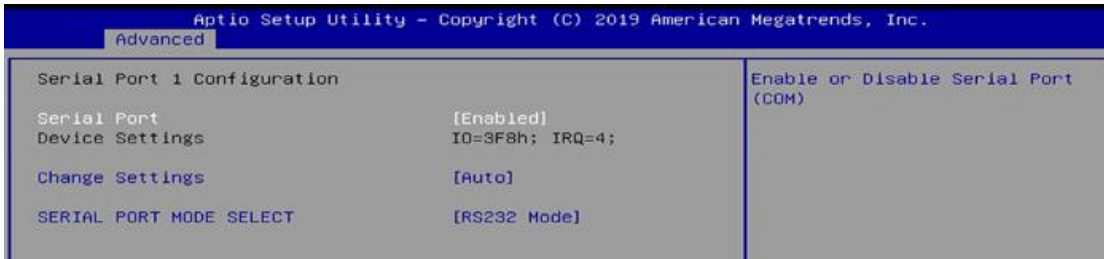 Aptio Setup Utility – Copyright (C) 2019 American Megatrends, Inc.
Advanced
Serial Port 1 Configuration
Enable or Disable Serial Port
(COM)
Serial Port [Enabled]
Device Settings IO=3F8h; IRQ=4;
Change Settings [Auto]
SERIAL PORT MODE SELECT [RS232 Mode]